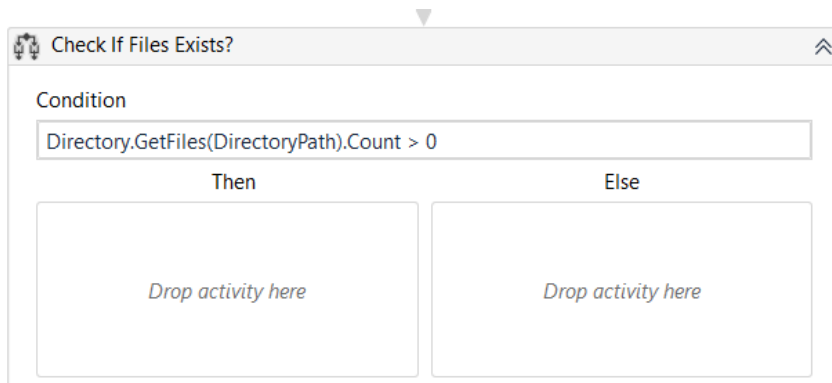 Check If Files Exists?
Condition
Directory.GetFiles(DirectoryPath).Count > 0
Then
Else
Drop activity here
Drop activity here